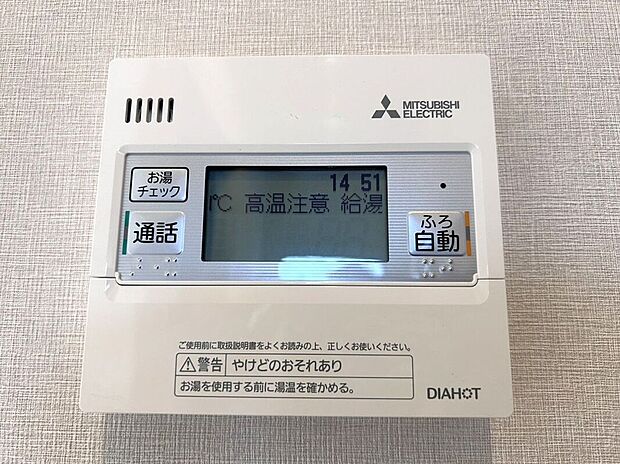 MITSUBISHI
ELECTRIC
お湯
チェック
14 51
℃ 高温注意 給湯
通話
ふろ
自動
ご使用前に取扱説明書をよくお読みの上、正しくお使いください。
⚠警告 やけどのおそれあり
お湯を使用する前に湯温を確かめる。
DIAHOT